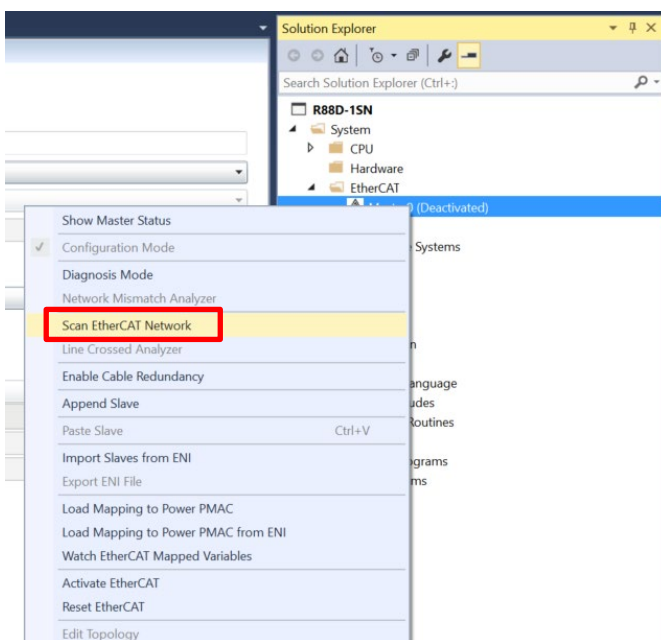 Solution Explorer
Search Solution Explorer (Ctrl+;)
R88D-1SN
System
CPU
Hardware
EtherCAT
(Deactivated)
Show Master Status
Configuration Mode
Systems
Diagnosis Mode
Network Mismatch Analyzer
Scan EtherCAT Network
Line Crossed Analyzer
Enable Cable Redundancy
anguage
Append Slave
udes
Routines
Paste Slave Ctrl+V
Import Slaves from ENI
ograms
Export ENI File
ms
Load Mapping to Power PMAC
Load Mapping to Power PMAC from ENI
Watch EtherCAT Mapped Variables
Activate EtherCAT
Reset EtherCAT
Edit Topology